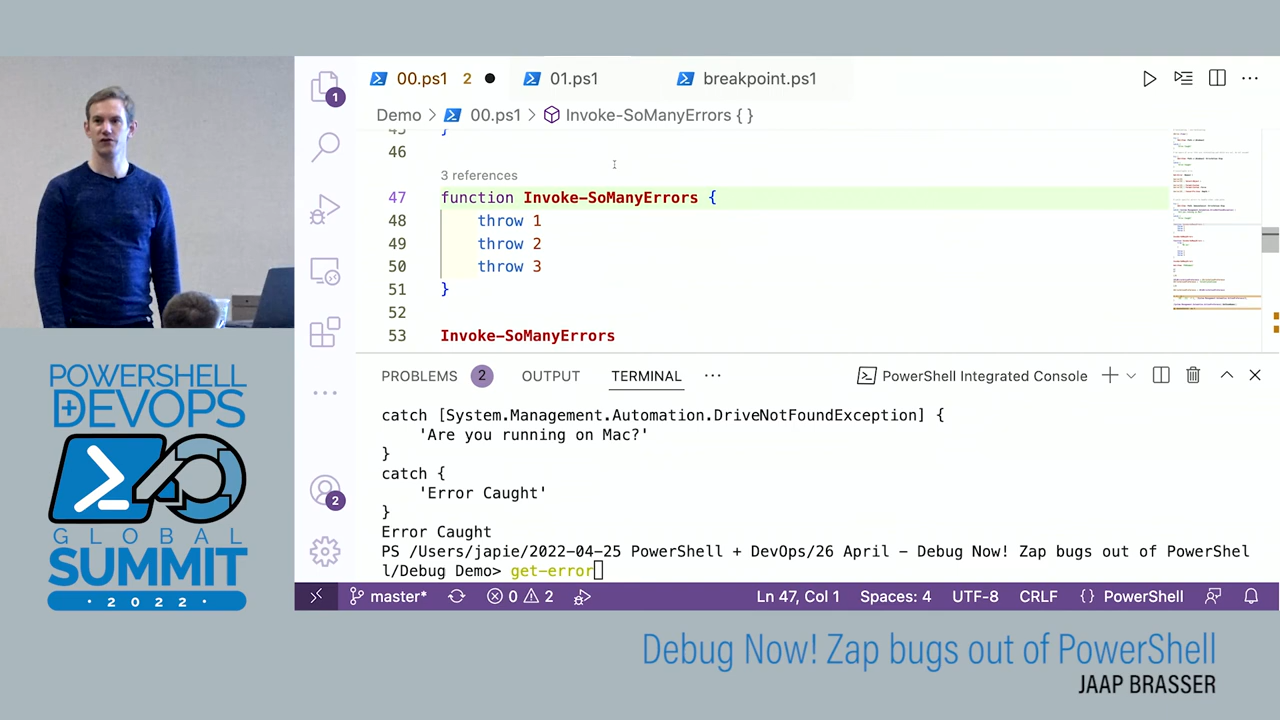 00.ps1 2
01.ps1
breakpoint.ps1
1
Demo > 00.ps1 > Invoke-SoManyErrors { }
45 }
46
3 references
47 function Invoke-SoManyErrors {
48 throw 1
49 throw 2
50 throw 3
51 }
52
53 Invoke-SoManyErrors
PROBLEMS 2 OUTPUT TERMINAL ··· PowerShell Integrated Console
catch [System.Management.Automation.DriveNotFoundException] {
'Are you running on Mac?'
}
catch {
'Error Caught'
}
Error Caught
PS /Users/japie/2022-04-25 PowerShell + DevOps/26 April - Debug Now! Zap bugs out of PowerShel
l/Debug Demo> get-error
2
master* 0 2 Ln 47, Col 1 Spaces: 4 UTF-8 CRLF { } PowerShell
POWERSHELL
+ DEVOPS
GLOBAL
SUMMIT
· 2022 ·
Debug Now! Zap bugs out of PowerShell
JAAP BRASSER